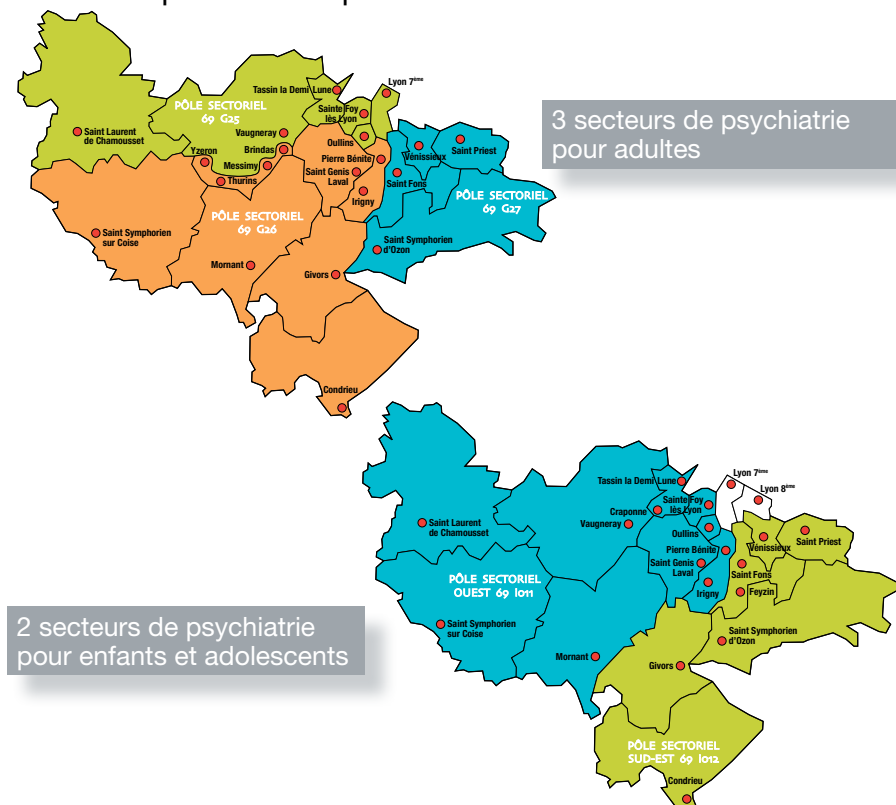 Tassin la Demi Lune
Lyon 7ème
PÔLE SECTORIEL
69 G25
Sainte Foy
lès Lyon
Saint Laurent
de Chamousset
Vaugneray
Oullins
Brindas
Yzeron
Messimy
Thurins
Pierre Bénite
Saint Genis
Laval
Irigny
Vénissieux
Saint Priest
Saint Fons
PÔLE SECTORIEL
69 G27
PÔLE SECTORIEL
69 G26
Saint Symphorien
sur Coise
Saint Symphorien
d'Ozon
Mornant
Givors
Condrieu
3 secteurs de psychiatrie
pour adultes
Lyon 7ème
Lyon 8ème
Tassin la Demi Lune
Sainte Foy
lès Lyon
Craponne
Vaugneray
Saint Laurent
de Chamousset
Oullins
Pierre Bénite
Saint Genis
Laval
Irigny
Vénissieux
Saint Priest
Saint Fons
Feyzin
PÔLE SECTORIEL
OUEST 69 I011
Saint Symphorien
sur Coise
Saint Symphorien
d'Ozon
Mornant
Givors
PÔLE SECTORIEL
SUD-EST 69 I012
Condrieu
2 secteurs de psychiatrie
pour enfants et adolescents